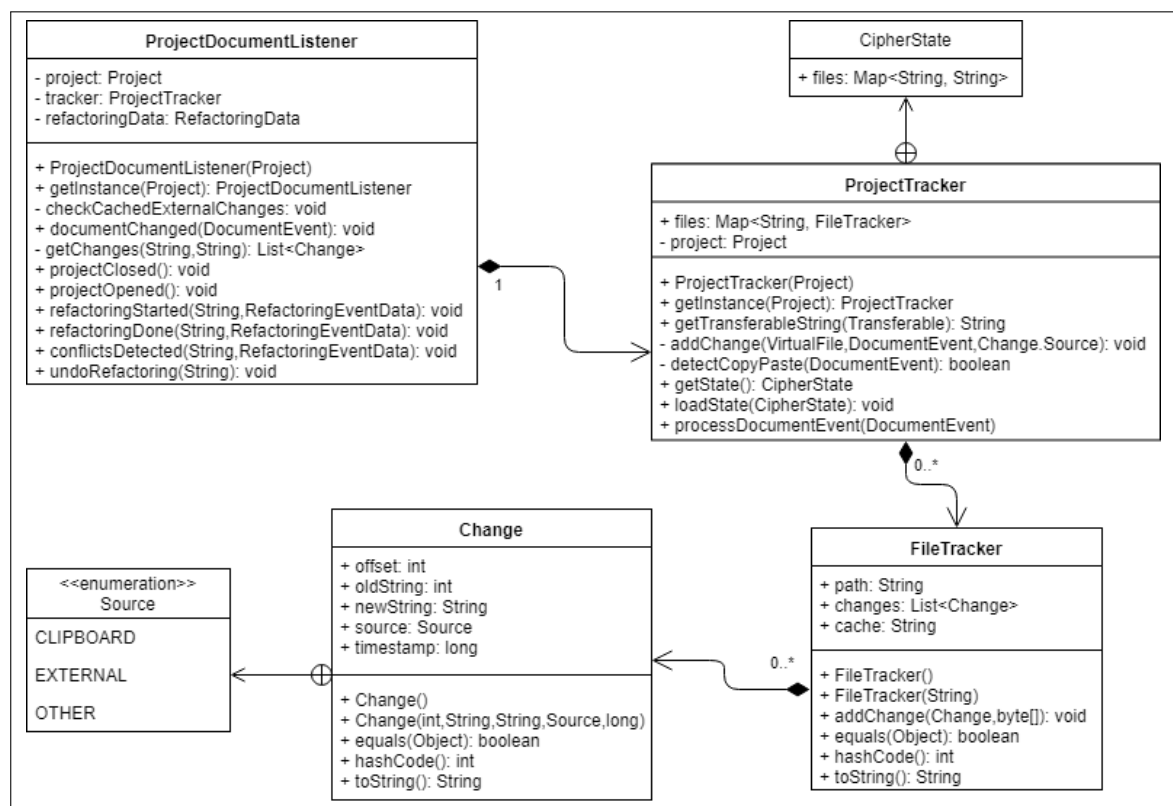 ProjectDocumentListener
- project: Project
- tracker: ProjectTracker
- refactoringData: RefactoringData
+ ProjectDocumentListener(Project)
+ getInstance(Project): ProjectDocumentListener
- checkCachedExternalChanges: void
+ documentChanged(DocumentEvent): void
- getChanges(String,String): List<Change>
+ projectClosed(): void
+ projectOpened(): void
+ refactoringStarted(String,RefactoringEventData): void
+ refactoringDone(String,RefactoringEventData): void
+ conflictsDetected(String,RefactoringEventData): void
+ undoRefactoring(String): void
1
CipherState
+ files: Map<String, String>
ProjectTracker
+ files: Map<String, FileTracker>
- project: Project
+ ProjectTracker(Project)
+ getInstance(Project): ProjectTracker
+ getTransferableString(Transferable): String
- addChange(VirtualFile,DocumentEvent,Change.Source): void
- detectCopyPaste(DocumentEvent): boolean
+ getState(): CipherState
+ loadState(CipherState): void
+ processDocumentEvent(DocumentEvent)
0..*
<<enumeration>>
Source
CLIPBOARD
EXTERNAL
OTHER
Change
+ offset: int
+ oldString: int
+ newString: String
+ source: Source
+ timestamp: long
+ Change()
+ Change(int,String,String,Source,long)
+ equals(Object): boolean
+ hashCode(): int
+ toString(): String
0..*
FileTracker
+ path: String
+ changes: List<Change>
+ cache: String
+ FileTracker()
+ FileTracker(String)
+ addChange(Change,byte[]): void
+ equals(Object): boolean
+ hashCode(): int
+ toString(): String